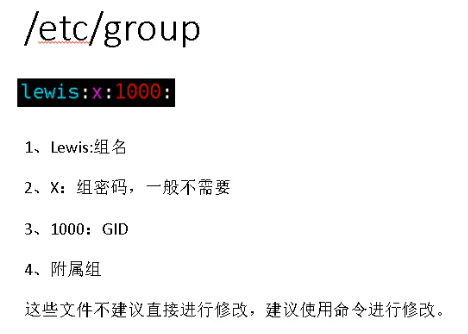 /etc/group
lewis:x:1000:
1、Lewis:组名
2、X：组密码，一般不需要
3、1000：GID
4、附属组
这些文件不建议直接进行修改，建议使用命令进行修改。